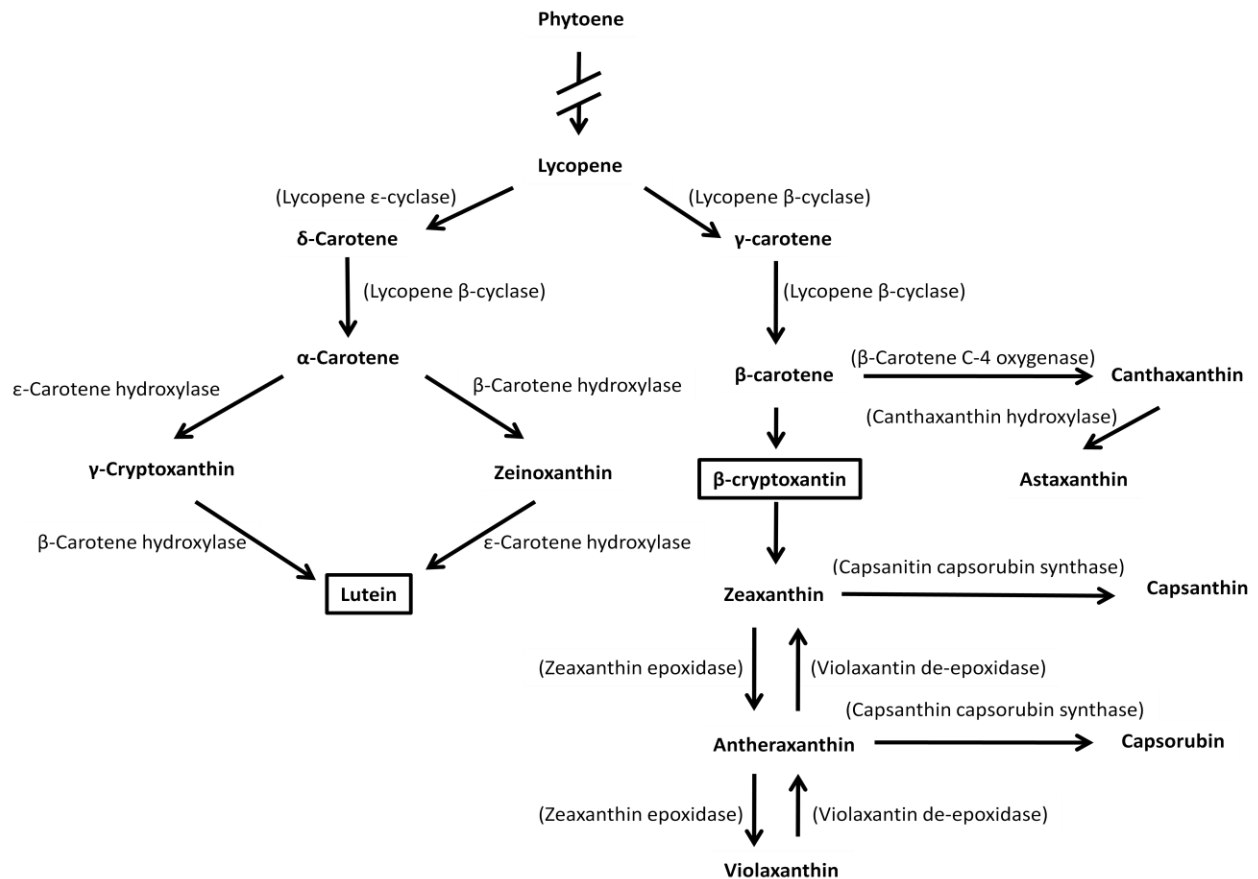 Phytoene
Lycopene
(Lycopene ε-cyclase)
(Lycopene β-cyclase)
δ-Carotene
γ-carotene
(Lycopene β-cyclase)
(Lycopene β-cyclase)
α-Carotene
β-carotene
(β-Carotene C-4 oxygenase)
Canthaxanthin
ε-Carotene hydroxylase
β-Carotene hydroxylase
(Canthaxanthin hydroxylase)
γ-Cryptoxanthin
Zeinoxanthin
β-cryptoxantin
Astaxanthin
β-Carotene hydroxylase
ε-Carotene hydroxylase
Lutein
(Capsanitin capsorubin synthase)
Zeaxanthin
Capsanthin
(Zeaxanthin epoxidase)
(Violaxantin de-epoxidase)
(Capsanthin capsorubin synthase)
Antheraxanthin
Capsorubin
(Zeaxanthin epoxidase)
(Violaxantin de-epoxidase)
Violaxanthin